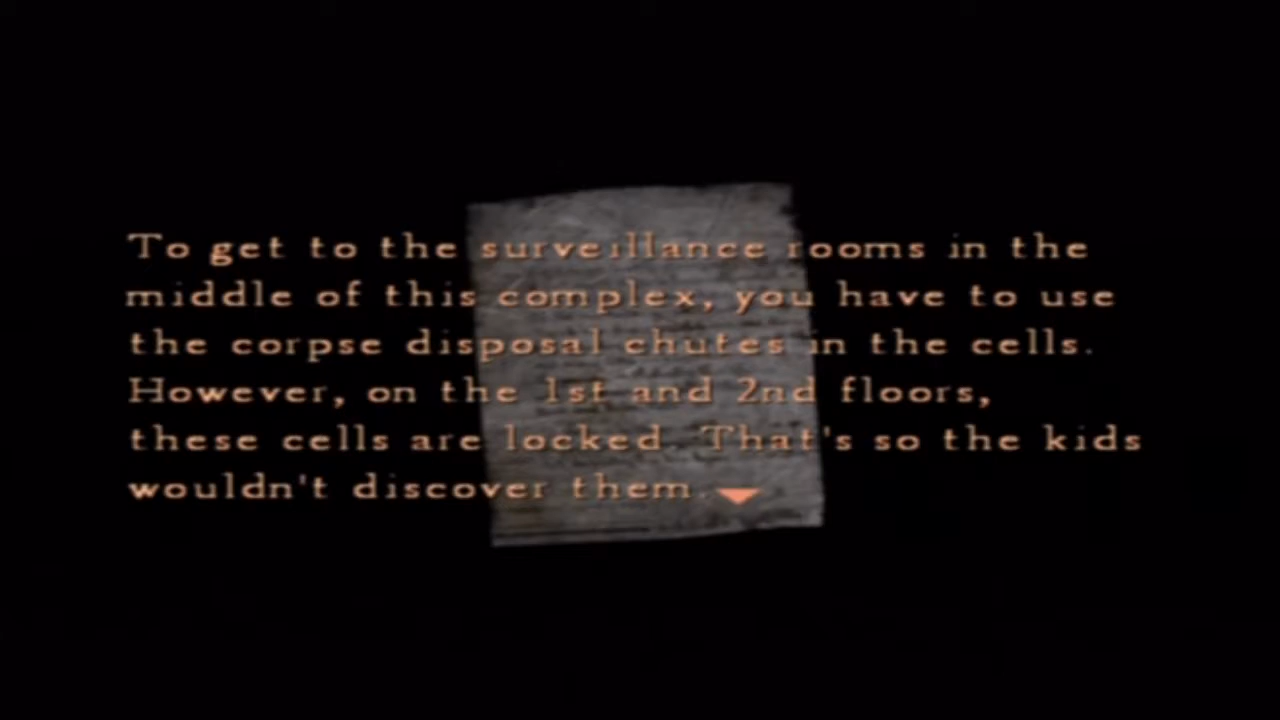 To get to the surveillance rooms in the
middle of this complex, you have to use
the corpse disposal chutes in the cells.
However, on the 1st and 2nd floors,
these cells are locked. That's so the kids
wouldn't discover them.